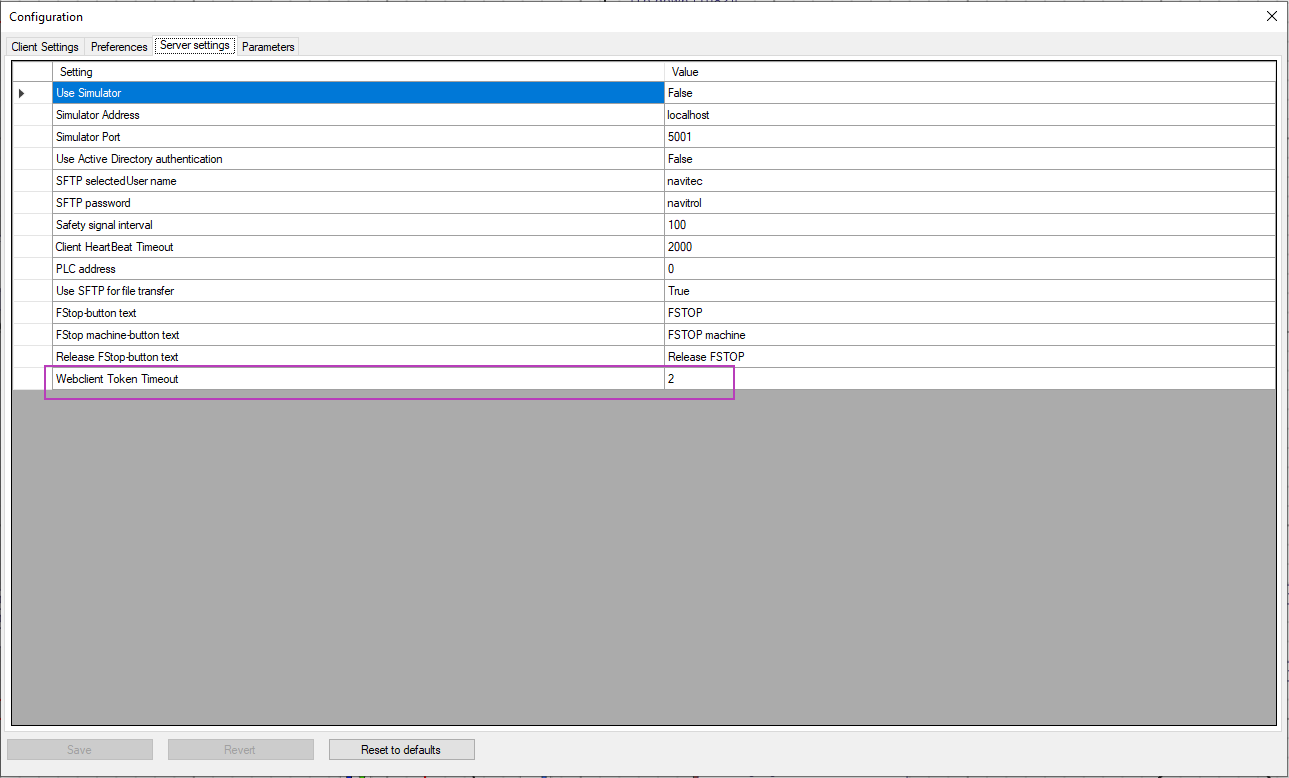 Configuration
Client Settings Preferences Server settings Parameters
Setting Value
Use Simulator False
Simulator Address localhost
Simulator Port 5001
Use Active Directory authentication False
SFTP selectedUser name navitec
SFTP password navitrol
Safety signal interval 100
Client HeartBeat Timeout 2000
PLC address 0
Use SFTP for file transfer True
FStop-button text FSTOP
FStop machine-button text FSTOP machine
Release FStop-button text Release FSTOP
Webclient Token Timeout 2
Save Revert Reset to defaults